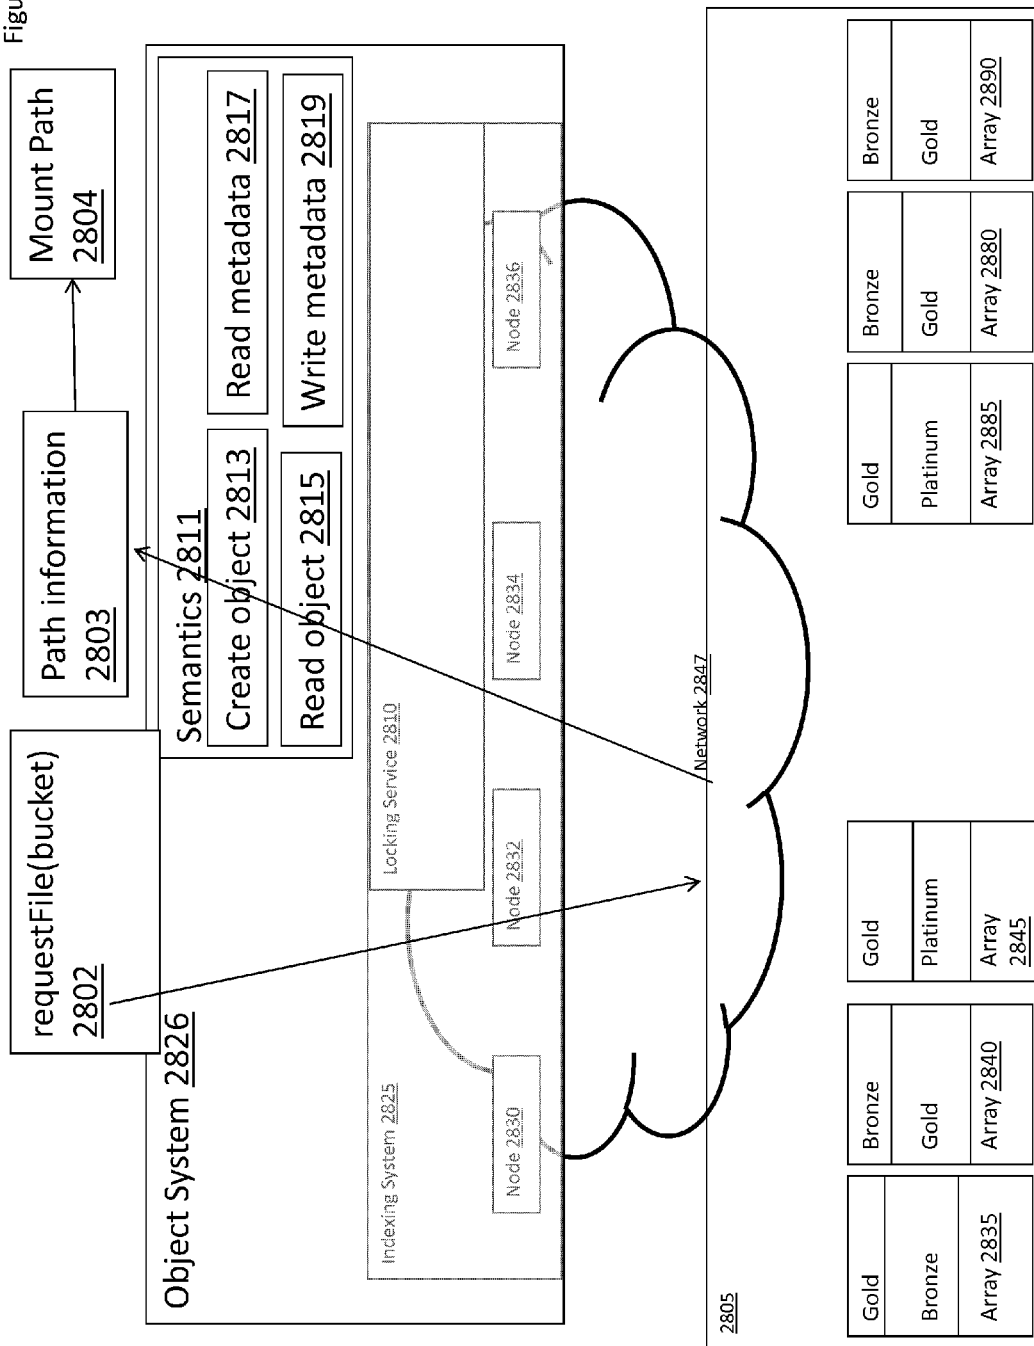 Figu
requestFile(bucket)
2802
Path information
2803
Mount Path
2804
Object System 2826
Semantics 2811
Create object 2813
Read metadata 2817
Read object 2815
Write metadata 2819
Indexing System 2825
Locking Service 2810
Node 2830
Node 2832
Node 2834
Node 2836
Network 2847
2805
Gold
Bronze
Array 2835
Bronze
Gold
Array 2840
Gold
Platinum
Array
2845
Gold
Platinum
Array 2885
Bronze
Gold
Array 2880
Bronze
Gold
Array 2890